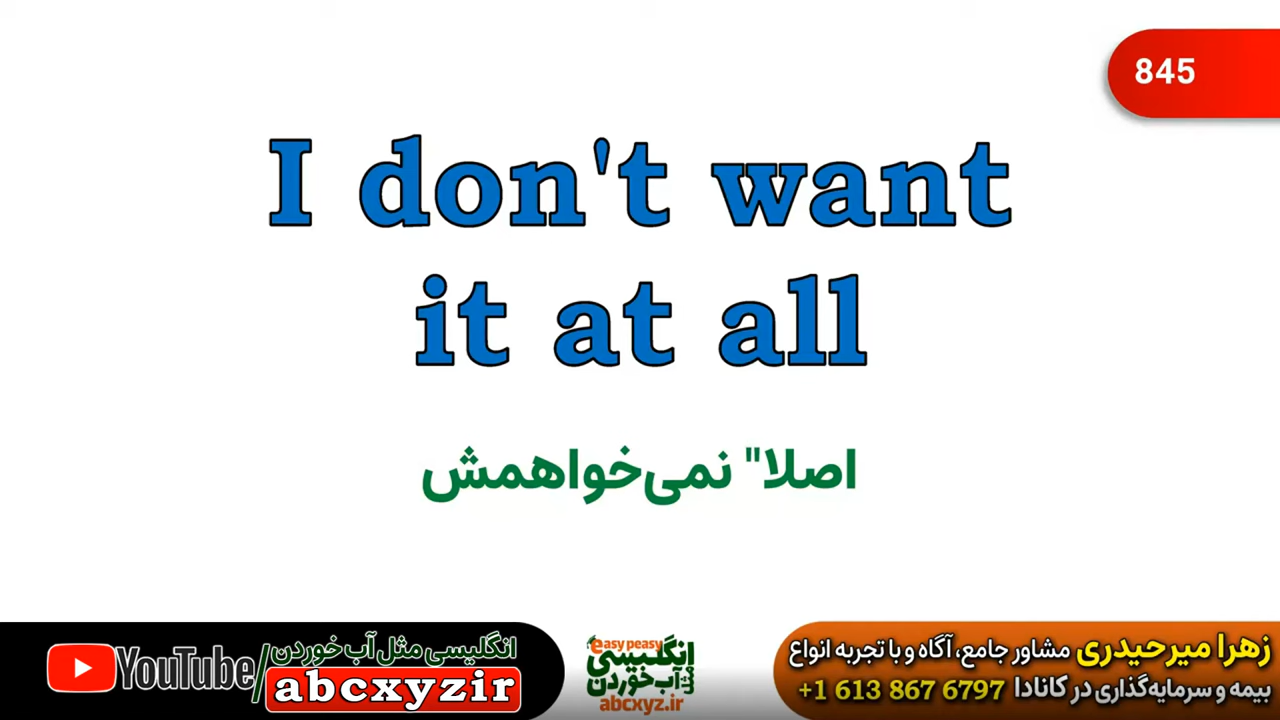 845
I don't want
it at all
اصلا" نمی‌خواهمش
YouTube/
انگلیسی مثل آب خوردن
abcxyzir
easy peasy
انگلیسی
مثل آب خوردن
abcxyz.ir
زهرا میرحیدری مشاور جامع، آگاه و با تجربه انواع
بیمه و سرمایه‌گذاری در کانادا +1 613 867 6797